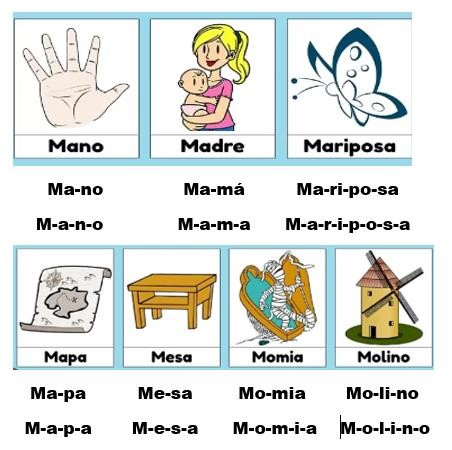 Mano Madre Mariposa
Ma-no Ma-má Ma-ri-po-sa
M-a-n-o M-a-m-a M-a-r-i-p-o-s-a
Mapa Mesa Momia Molino
Ma-pa Me-sa Mo-mia Mo-li-no
M-a-p-a M-e-s-a M-o-m-i-a M-o-l-i-n-o